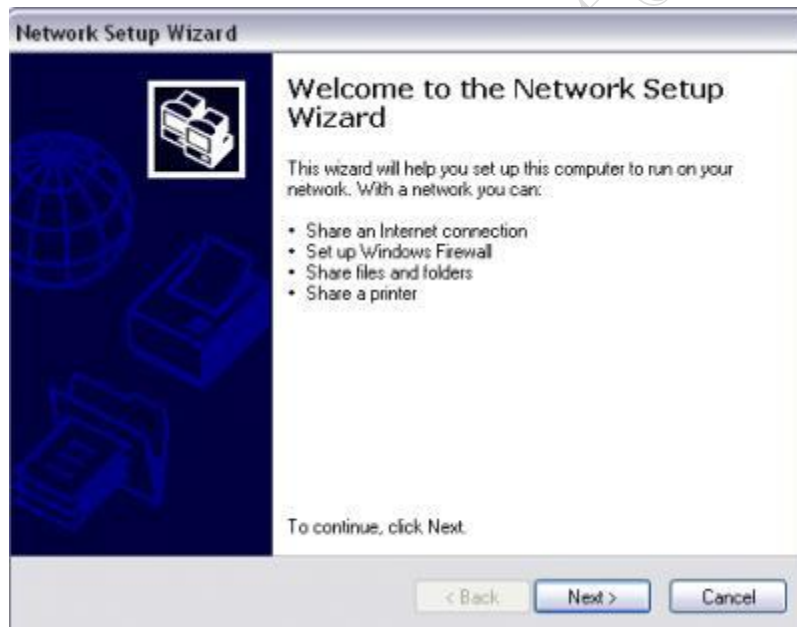 Network Setup Wizard
Welcome to the Network Setup
Wizard
This wizard will help you set up this computer to run on your
network. With a network you can:
• Share an Internet connection
• Set up Windows Firewall
• Share files and folders
• Share a printer
To continue, click Next.
< Back Next > Cancel